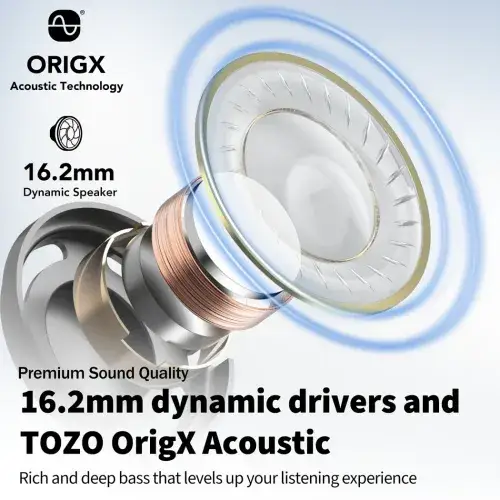 ORIGX
Acoustic Technology
16.2mm
Dynamic Speaker
Premium Sound Quality
16.2mm dynamic drivers and
TOZO OrigX Acoustic
Rich and deep bass that levels up your listening experience